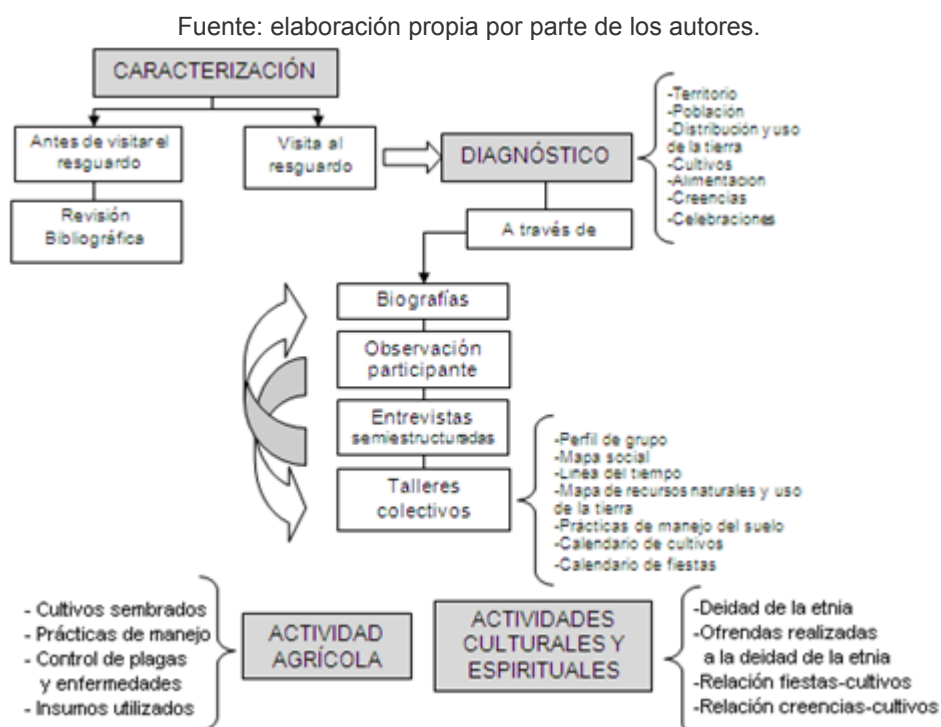 Fuente: elaboración propia por parte de los autores.
CARACTERIZACIÓN
Antes de visitar el
resguardo
Visita al
resguardo
DIAGNÓSTICO
-Territorio
-Población
-Distribución y uso
de la tierra
-Cultivos
-Alimentacion
-Creencias
-Celebraciones
Revisión
Bibliográfica
A través de
Biografías
Observación
participante
Entrevistas
semiestructuradas
Talleres
colectivos
-Perfil de grupo
-Mapa social
-Linea del tiempo
-Mapa de recursos naturales y uso
de la tierra
-Prácticas de manejo del suelo
-Calendario de cultivos
-Calendario de fiestas
- Cultivos sembrados
- Prácticas de manejo
- Control de plagas
y enfermedades
- Insumos utilizados
ACTIVIDAD
AGRÍCOLA
ACTIVIDADES
CULTURALES Y
ESPIRITUALES
-Deidad de la etnia
-Ofrendas realizadas
a la deidad de la etnia
-Relación fiestas-cultivos
-Relación creencias-cultivos